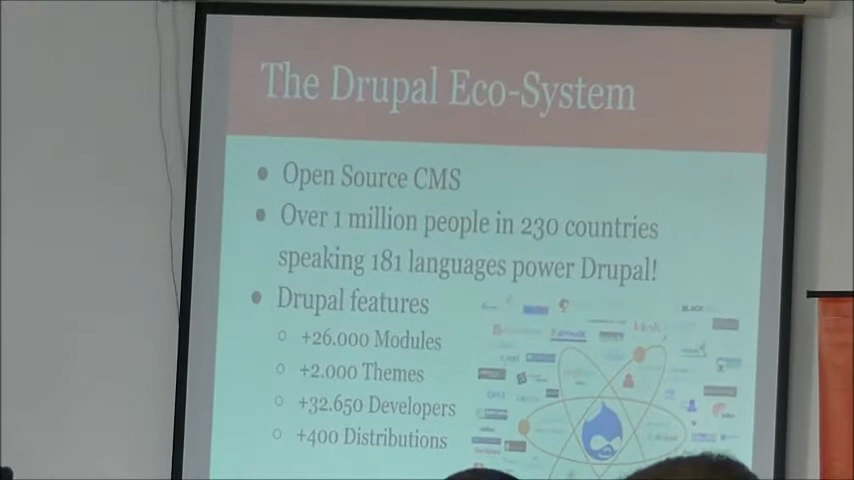 The Drupal Eco-System
● Open Source CMS
● Over 1 million people in 230 countries
speaking 181 languages power Drupal!
● Drupal features
○ +26.000 Modules
○ +2.000 Themes
○ +32.650 Developers
○ +400 Distributions